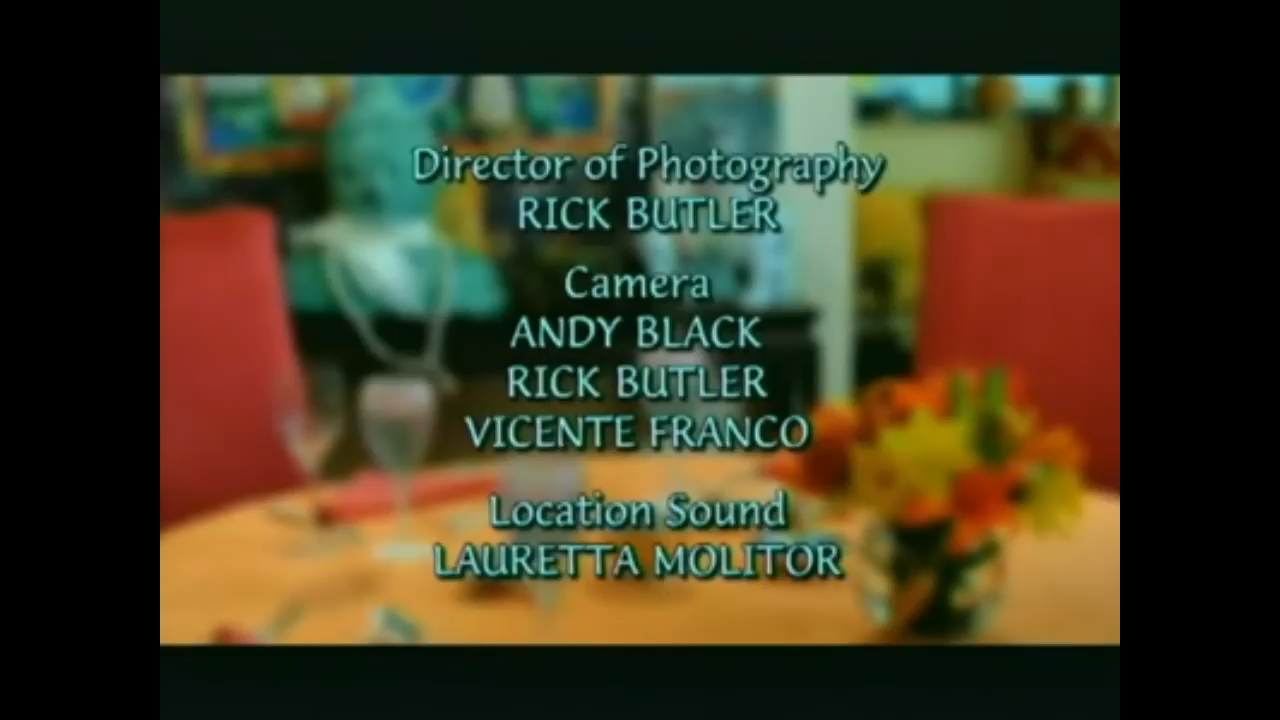 Director of Photography
RICK BUTLER
Camera
ANDY BLACK
RICK BUTLER
VICENTE FRANCO
Location Sound
LAURETTA MOLITOR